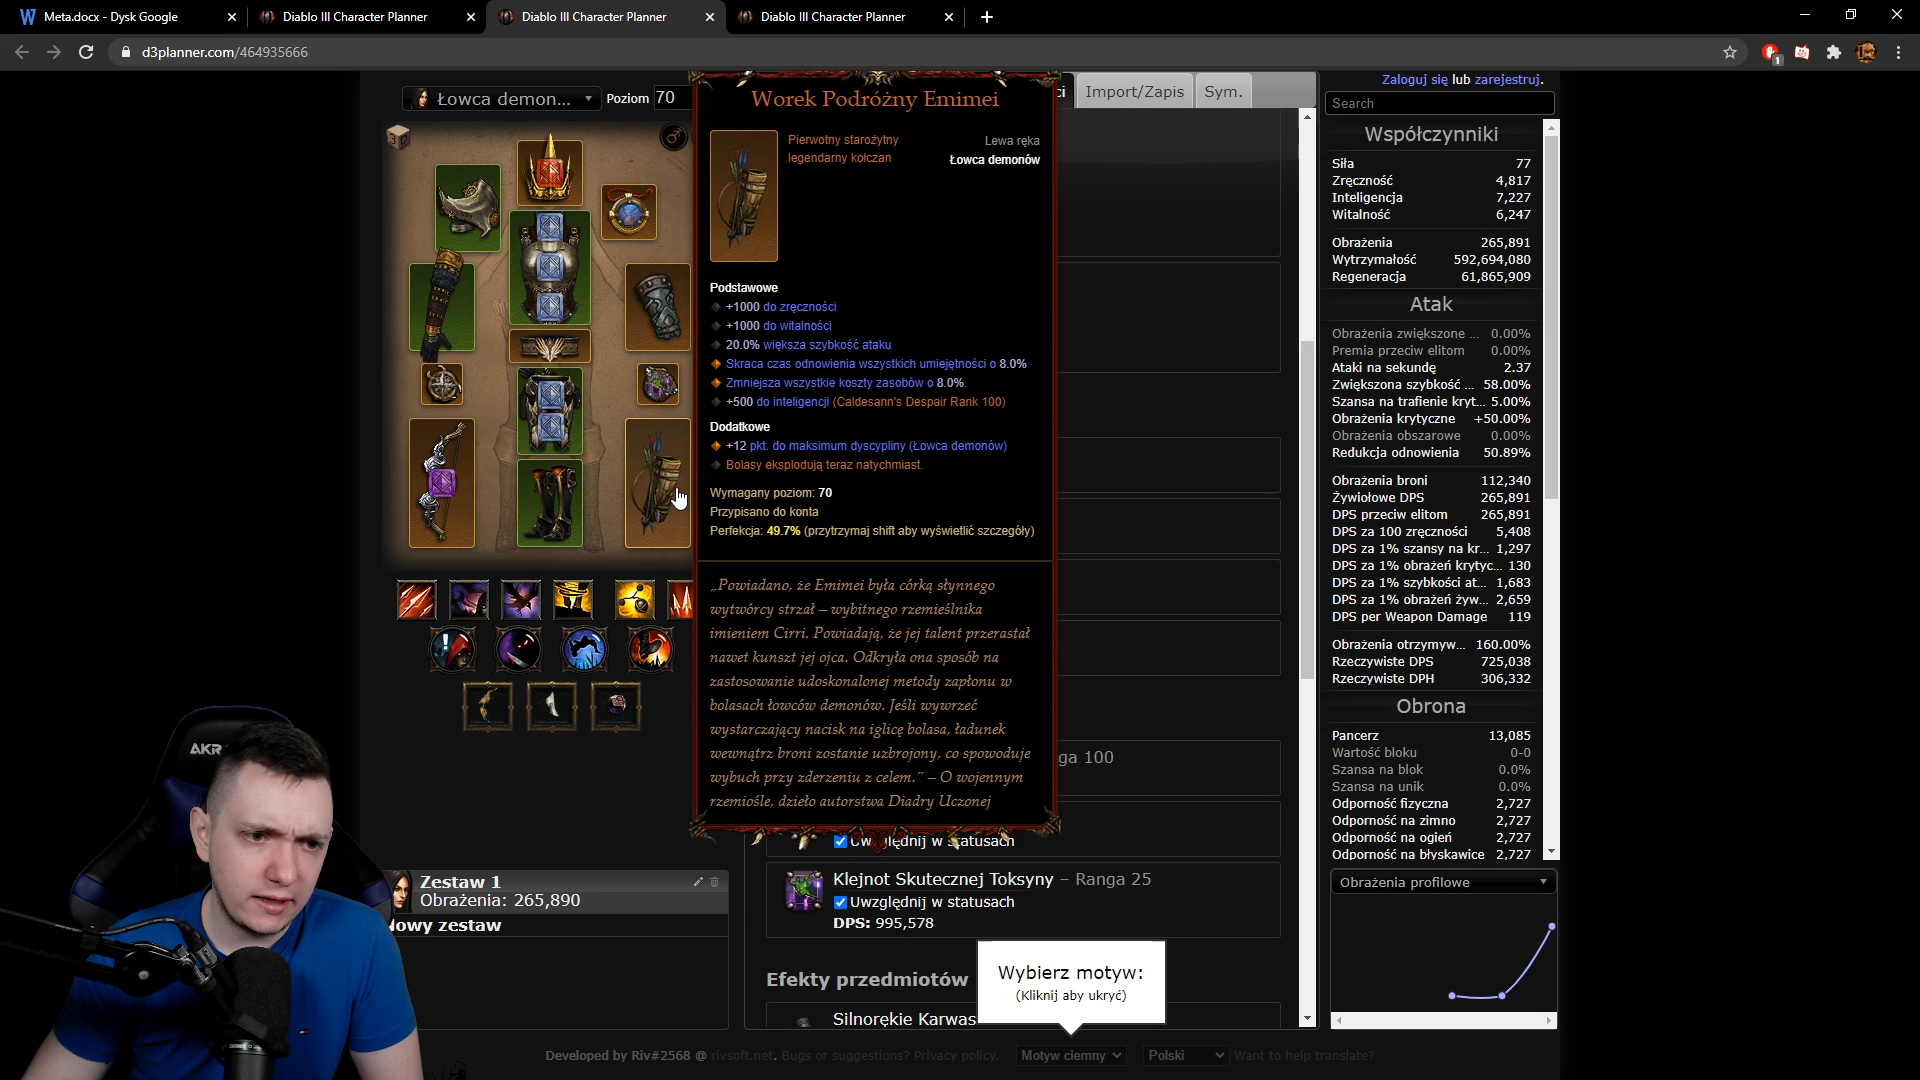 Meta.docx - Dysk Google
Diablo III Character Planner
Diablo III Character Planner
Diablo III Character Planner
d3planner.com/464935666
1
Łowca demon...
Poziom 70
ci
Import/Zapis
Sym.
Zaloguj się lub zarejestruj.
Search
3D
Worek Podróżny Emimei
Pierwotny starożytny
legendarny kołczan
Lewa ręka
Łowca demonów
Podstawowe
+1000 do zręczności
+1000 do witalności
20.0% większa szybkość ataku
Skraca czas odnowienia wszystkich umiejętności o 8.0%
Zmniejsza wszystkie koszty zasobów o 8.0%.
+500 do inteligencji (Caldesann's Despair Rank 100)
Dodatkowe
+12 pkt. do maksimum dyscypliny (Łowca demonów)
Bolasy eksplodują teraz natychmiast.
Wymagany poziom: 70
Przypisano do konta
Perfekcja: 49.7% (przytrzymaj shift aby wyświetlić szczegóły)
„Powiadano, że Emimei była córką słynnego
wytwórcy strzał – wybitnego rzemieślnika
imieniem Cirri. Powiadają, że jej talent przerastał
nawet kunszt jej ojca. Odkryła ona sposób na
zastosowanie udoskonalonej metody zapłonu w
bolasach łowców demonów. Jeśli wywrzeć
wystarczający nacisk na iglicę bolasa, ładunek
wewnątrz broni zostanie uzbrojony, co spowoduje
wybuch przy zderzeniu z celem.” – O wojennym
rzemiośle, dzieło autorstwa Diadry Uczonej
ga 100
Uwzględnij w statusach
Klejnot Skutecznej Toksyny – Ranga 25
Uwzględnij w statusach
DPS: 995,578
Efekty przedmiotów
Silnorękie Karwas
Wybierz motyw:
(Kliknij aby ukryć)
Zestaw 1
Obrażenia: 265,890
Nowy zestaw
AKR
Współczynniki
Siła 77
Zręczność 4,817
Inteligencja 7,227
Witalność 6,247
Obrażenia 265,891
Wytrzymałość 592,694,080
Regeneracja 61,865,909
Atak
Obrażenia zwiększone ... 0.00%
Premia przeciw elitom 0.00%
Ataki na sekundę 2.37
Zwiększona szybkość ... 58.00%
Szansa na trafienie kryt... 5.00%
Obrażenia krytyczne +50.00%
Obrażenia obszarowe 0.00%
Redukcja odnowienia 50.89%
Obrażenia broni 112,340
Żywiołowe DPS 265,891
DPS przeciw elitom 265,891
DPS za 100 zręczności 5,408
DPS za 1% szansy na kr... 1,297
DPS za 1% obrażeń krytyc... 130
DPS za 1% szybkości at... 1,683
DPS za 1% obrażeń żyw... 2,659
DPS per Weapon Damage 119
Obrażenia otrzymyw... 160.00%
Rzeczywiste DPS 725,038
Rzeczywiste DPH 306,332
Obrona
Pancerz 13,085
Wartość bloku 0-0
Szansa na blok 0.0%
Szansa na unik 0.0%
Odporność fizyczna 2,727
Odporność na zimno 2,727
Odporność na ogień 2,727
Odporność na błyskawice 2,727
Obrażenia profilowe
Developed by Riv#2568 @ rivsoft.net. Bugs or suggestions? Privacy policy.
Motyw ciemny
Polski
Want to help translate?